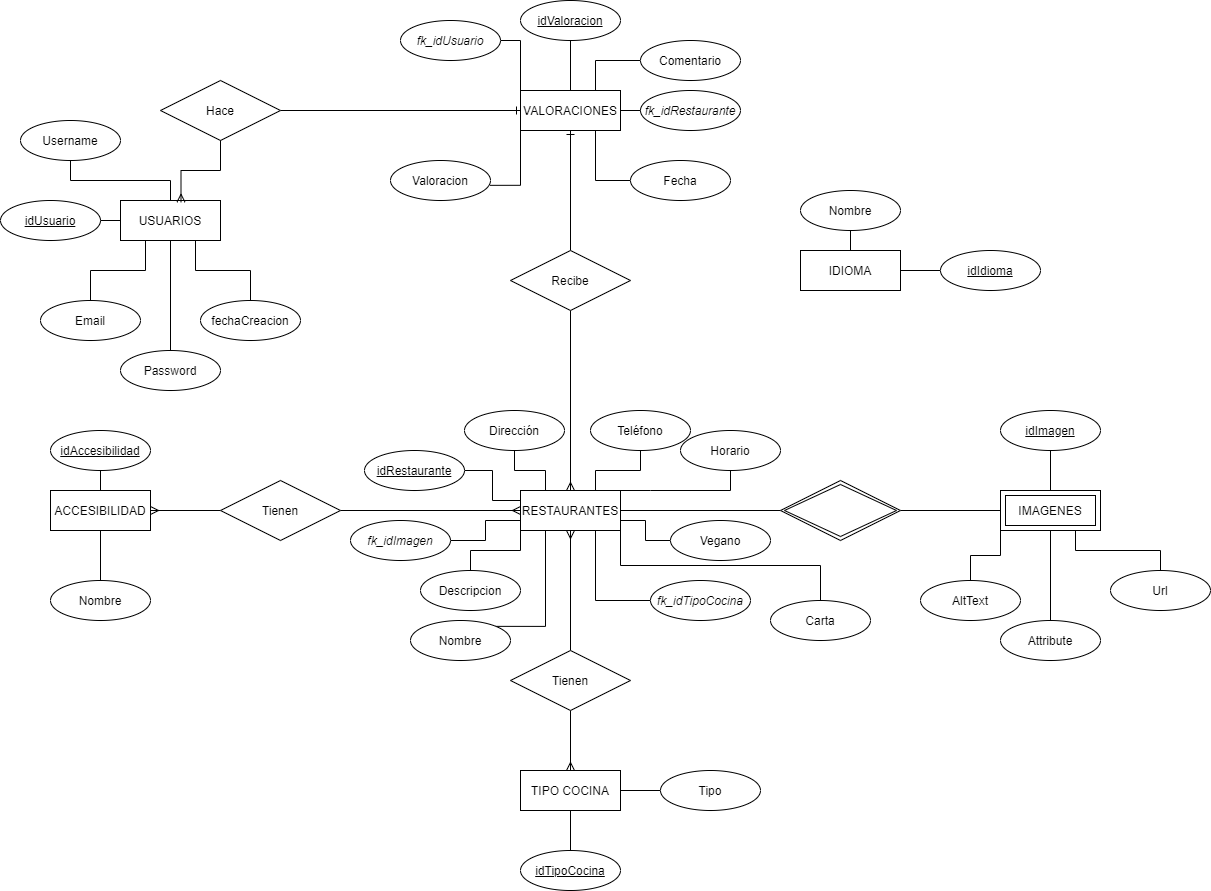 idValoracion
fk_idUsuario
Comentario
Hace
VALORACIONES
fk_idRestaurante
Username
Valoracion
Fecha
idUsuario
USUARIOS
Nombre
IDIOMA
idIdioma
Recibe
Email
fechaCreacion
Password
Dirección
Teléfono
idImagen
idAccesibilidad
Horario
idRestaurante
ACCESIBILIDAD
Tienen
RESTAURANTES
IMAGENES
fk_idImagen
Vegano
Descripcion
Url
Nombre
fk_idTipoCocina
AltText
Carta
Nombre
Attribute
Tienen
TIPO COCINA
Tipo
idTipoCocina